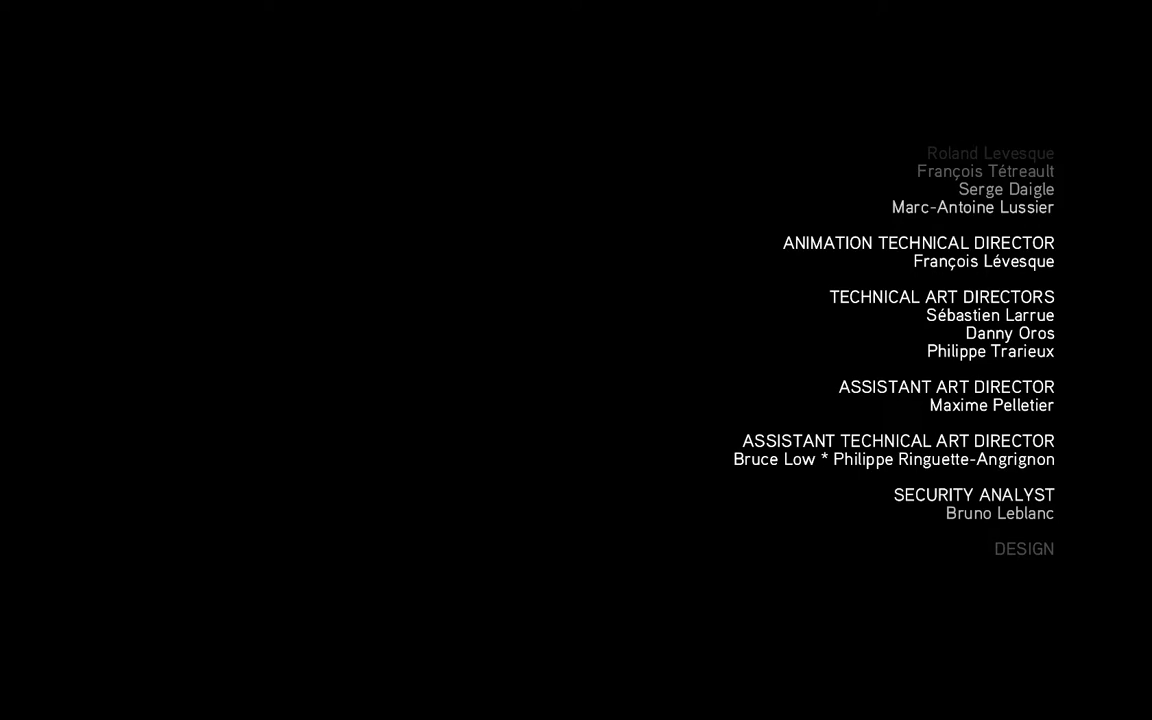 Roland Levesque
François Tétreault
Serge Daigle
Marc-Antoine Lussier
ANIMATION TECHNICAL DIRECTOR
François Lévesque
TECHNICAL ART DIRECTORS
Sébastien Larrue
Danny Oros
Philippe Trarieux
ASSISTANT ART DIRECTOR
Maxime Pelletier
ASSISTANT TECHNICAL ART DIRECTOR
Bruce Low * Philippe Ringuette-Angrignon
SECURITY ANALYST
Bruno Leblanc
DESIGN